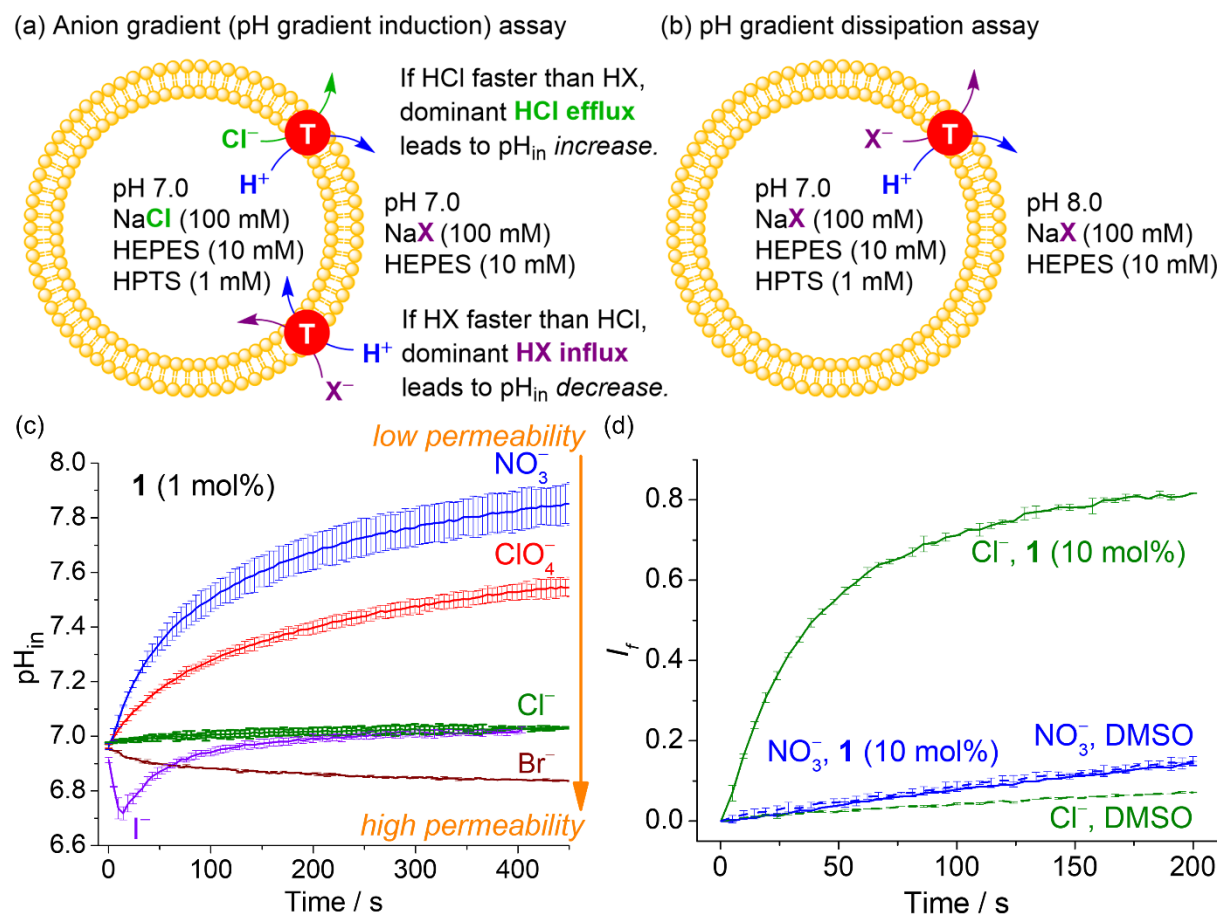 (a) Anion gradient (pH gradient induction) assay
If HCl faster than HX,
dominant HCl efflux
leads to pHin increase.
Cl⁻
T
H⁺
pH 7.0
NaCl (100 mM)
HEPES (10 mM)
HPTS (1 mM)
pH 7.0
NaX (100 mM)
HEPES (10 mM)
T
H⁺
X⁻
If HX faster than HCl,
dominant HX influx
leads to pHin decrease.
(b) pH gradient dissipation assay
X⁻
T
H⁺
pH 7.0
NaX (100 mM)
HEPES (10 mM)
HPTS (1 mM)
pH 8.0
NaX (100 mM)
HEPES (10 mM)
(c)
low permeability
1 (1 mol%)
NO₃⁻
ClO₄⁻
Cl⁻
Br⁻
I⁻
high permeability
pHin
8.0
7.8
7.6
7.4
7.2
7.0
6.8
6.6
0 100 200 300 400
Time / s
(d)
Cl⁻, 1 (10 mol%)
NO₃⁻, 1 (10 mol%)
NO₃⁻, DMSO
Cl⁻, DMSO
If
0.8
0.6
0.4
0.2
0.0
0 50 100 150 200
Time / s